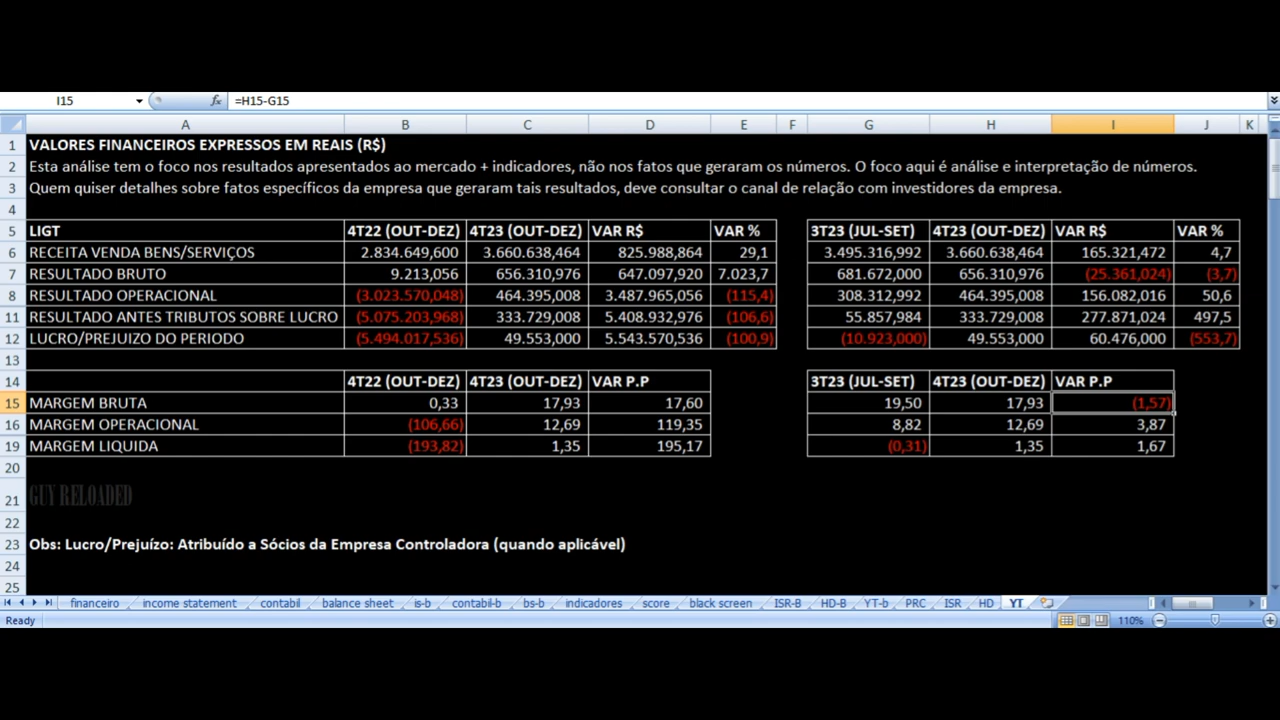 I15 fx =H15-G15
A B C D E F G H I J K
1 VALORES FINANCEIROS EXPRESSOS EM REAIS (R$)
2 Esta análise tem o foco nos resultados apresentados ao mercado + indicadores, não nos fatos que geraram os números. O foco aqui é análise e interpretação de números.
3 Quem quiser detalhes sobre fatos específicos da empresa que geraram tais resultados, deve consultar o canal de relação com investidores da empresa.
4
5 LIGT 4T22 (OUT-DEZ) 4T23 (OUT-DEZ) VAR R$ VAR % 3T23 (JUL-SET) 4T23 (OUT-DEZ) VAR R$ VAR %
6 RECEITA VENDA BENS/SERVIÇOS 2.834.649,600 3.660.638,464 825.988,864 29,1 3.495.316,992 3.660.638,464 165.321,472 4,7
7 RESULTADO BRUTO 9.213,056 656.310,976 647.097,920 7.023,7 681.672,000 656.310,976 (25.361,024) (3,7)
8 RESULTADO OPERACIONAL (3.023.570,048) 464.395,008 3.487.965,056 (115,4) 308.312,992 464.395,008 156.082,016 50,6
11 RESULTADO ANTES TRIBUTOS SOBRE LUCRO (5.075.203,968) 333.729,008 5.408.932,976 (106,6) 55.857,984 333.729,008 277.871,024 497,5
12 LUCRO/PREJUIZO DO PERIODO (5.494.017,536) 49.553,000 5.543.570,536 (100,9) (10.923,000) 49.553,000 60.476,000 (553,7)
13
14 4T22 (OUT-DEZ) 4T23 (OUT-DEZ) VAR P.P 3T23 (JUL-SET) 4T23 (OUT-DEZ) VAR P.P
15 MARGEM BRUTA 0,33 17,93 17,60 19,50 17,93 (1,57)
16 MARGEM OPERACIONAL (106,66) 12,69 119,35 8,82 12,69 3,87
19 MARGEM LIQUIDA (193,82) 1,35 195,17 (0,31) 1,35 1,67
20
21 GUY RELOADED
22
23 Obs: Lucro/Prejuízo: Atribuído a Sócios da Empresa Controladora (quando aplicável)
24
25
financeiro income statement contabil balance sheet is-b contabil-b bs-b indicadores score black screen ISR-B HD-B YT-b PRC ISR HD YT
Ready 110%